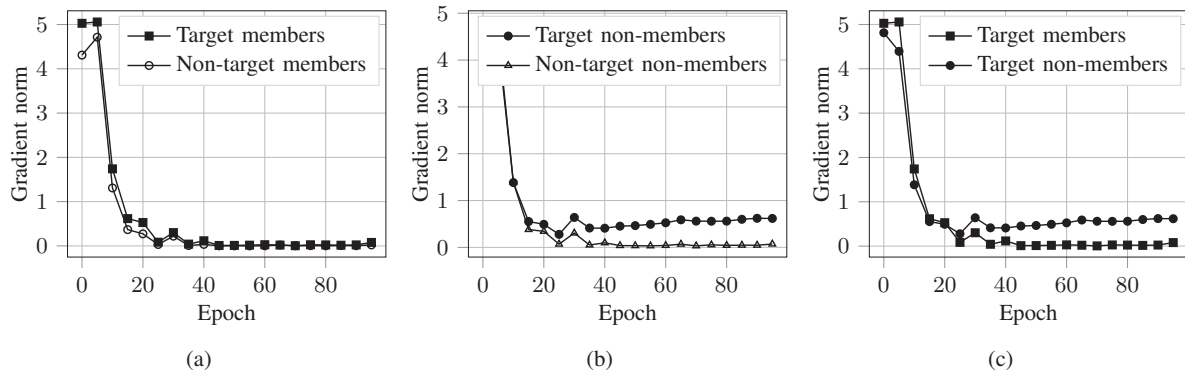 5
4
3
2
1
0
0
20
40
60
80
Gradient norm
Epoch
Target members
Non-target members
(a)
5
4
3
2
1
0
0
20
40
60
80
Gradient norm
Epoch
Target non-members
Non-target non-members
(b)
5
4
3
2
1
0
0
20
40
60
80
Gradient norm
Epoch
Target members
Target non-members
(c)